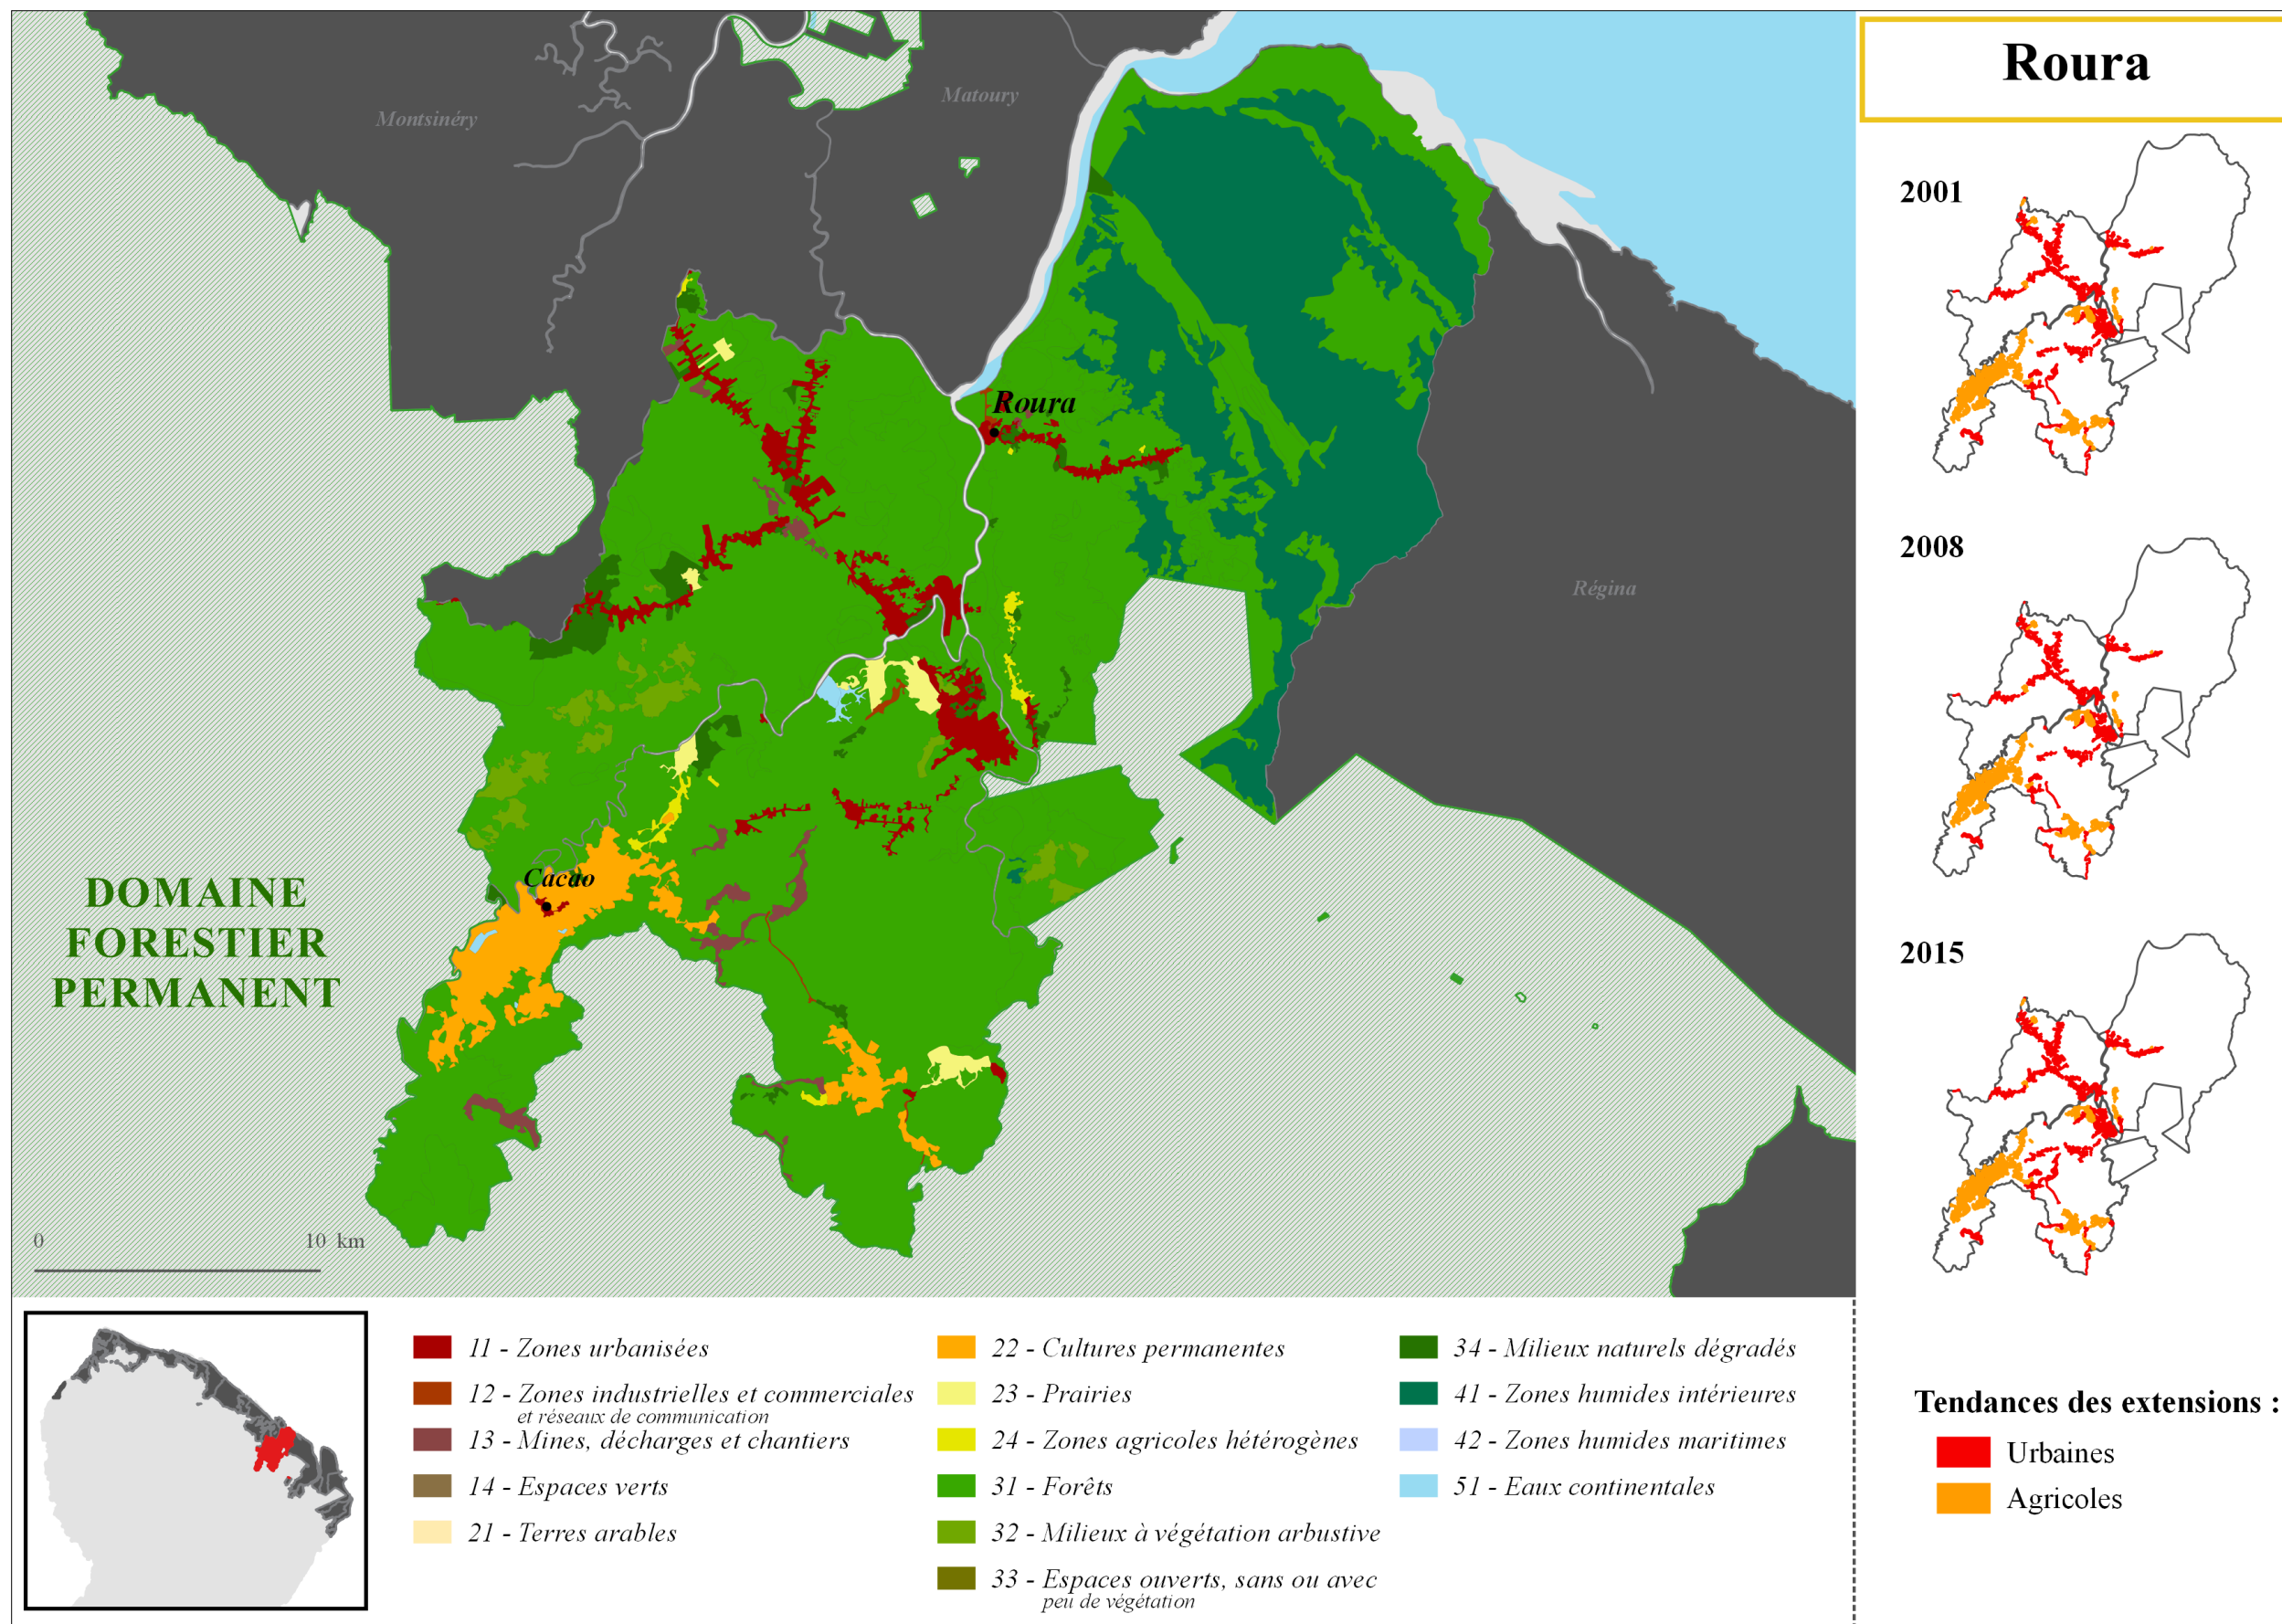 Roura
Montsinéry
Matoury
2001
Roura
2008
Régina
Cacao
DOMAINE
FORESTIER
PERMANENT
2015
0 10 km
11 - Zones urbanisées
12 - Zones industrielles et commerciales
et réseaux de communication
13 - Mines, décharges et chantiers
14 - Espaces verts
21 - Terres arables
22 - Cultures permanentes
23 - Prairies
24 - Zones agricoles hétérogènes
31 - Forêts
32 - Milieux à végétation arbustive
33 - Espaces ouverts, sans ou avec
peu de végétation
34 - Milieux naturels dégradés
41 - Zones humides intérieures
42 - Zones humides maritimes
51 - Eaux continentales
Tendances des extensions :
Urbaines
Agricoles